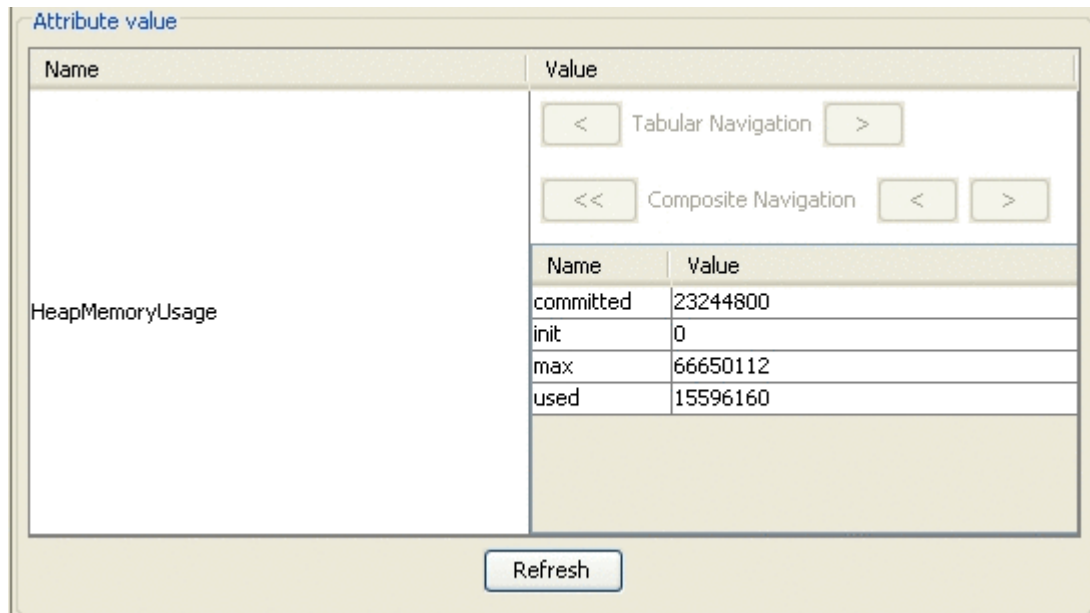 Attribute value
Name Value
< Tabular Navigation >
<< Composite Navigation < >
Name Value
HeapMemoryUsage
committed 23244800
init 0
max 66650112
used 15596160
Refresh